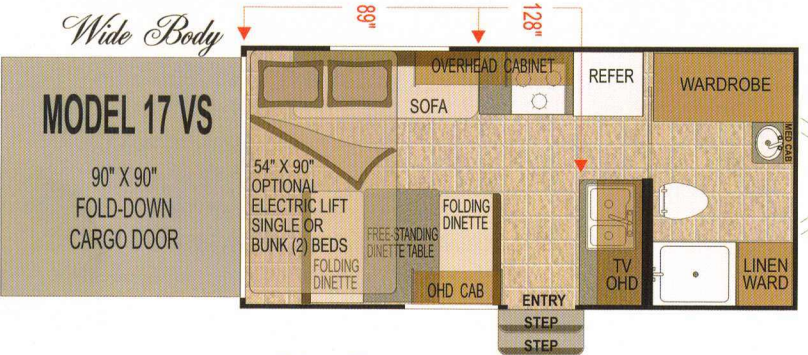 Wide Body
89"
128"
MODEL 17 VS
90" X 90"
FOLD-DOWN
CARGO DOOR
OVERHEAD CABINET
SOFA
REFER
WARDROBE
MED CAB
54" X 90"
OPTIONAL
ELECTRIC LIFT
SINGLE OR
BUNK (2) BEDS
FOLDING
DINETTE
FREE-STANDING
DINETTE TABLE
FOLDING
DINETTE
OHD CAB
TV
OHD
LINEN
WARD
ENTRY
STEP
STEP